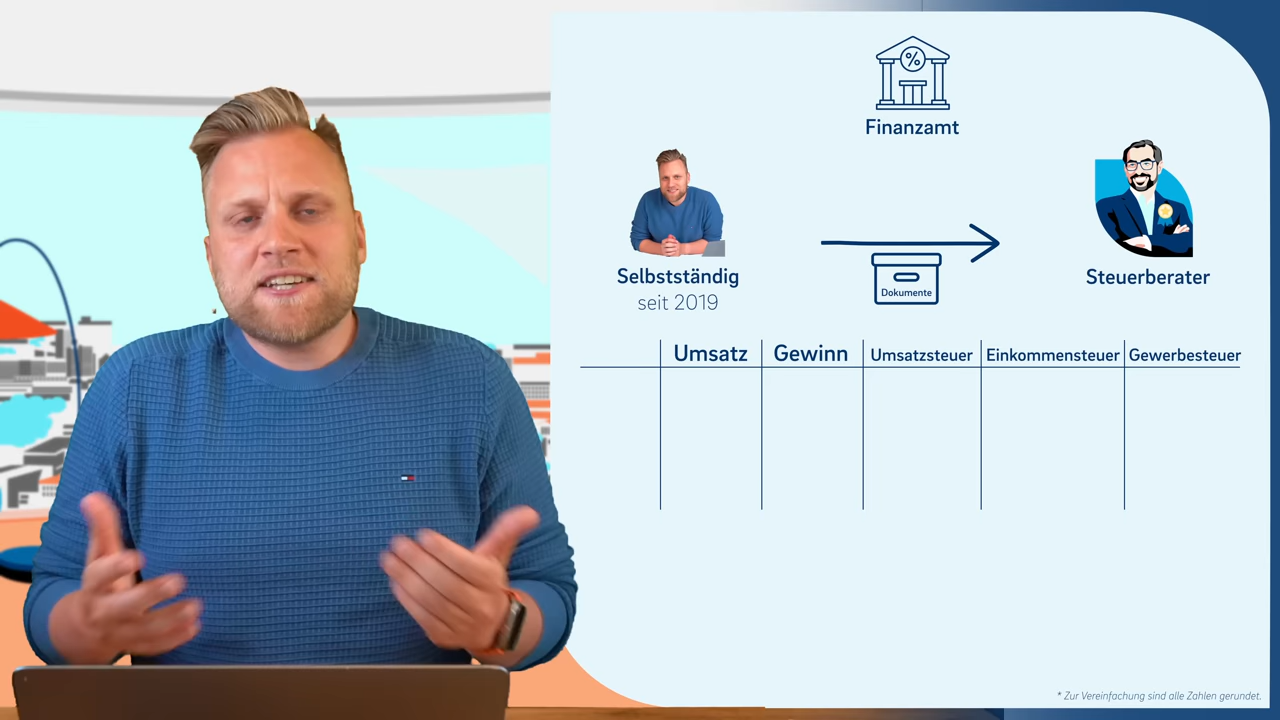 Finanzamt
Selbstständig
seit 2019
Dokumente
Steuerberater
Umsatz Gewinn Umsatzsteuer Einkommensteuer Gewerbesteuer
* Zur Vereinfachung sind alle Zahlen gerundet.